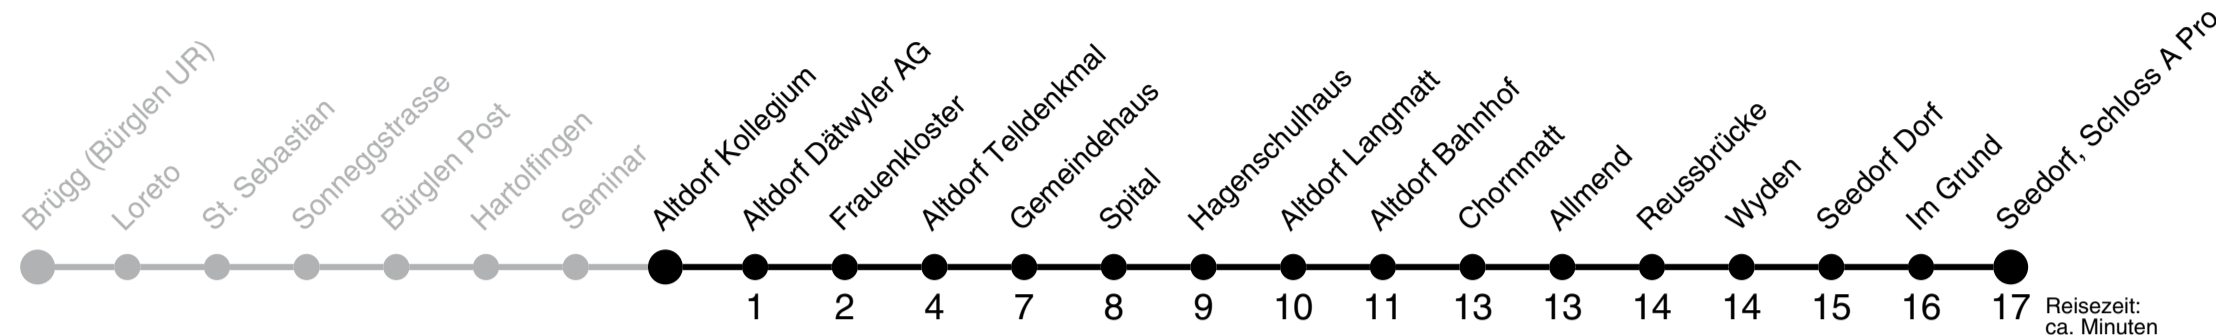 Brügg (Bürglen UR)
Loreto
St. Sebastian
Sonneggstrasse
Bürglen Post
Hartolfingen
Seminar
Altdorf Kollegium
Altdorf Dätwyler AG
Frauenkloster
Altdorf Telldenkmal
Gemeindehaus
Spital
Hagenschulhaus
Altdorf Langmatt
Altdorf Bahnhof
Chornmatt
Allmend
Reussbrücke
Wyden
Seedorf Dorf
Im Grund
Seedorf, Schloss A Pro
1 2 4 7 8 9 10 11 13 13 14 14 15 16 17
Reisezeit:
ca. Minuten